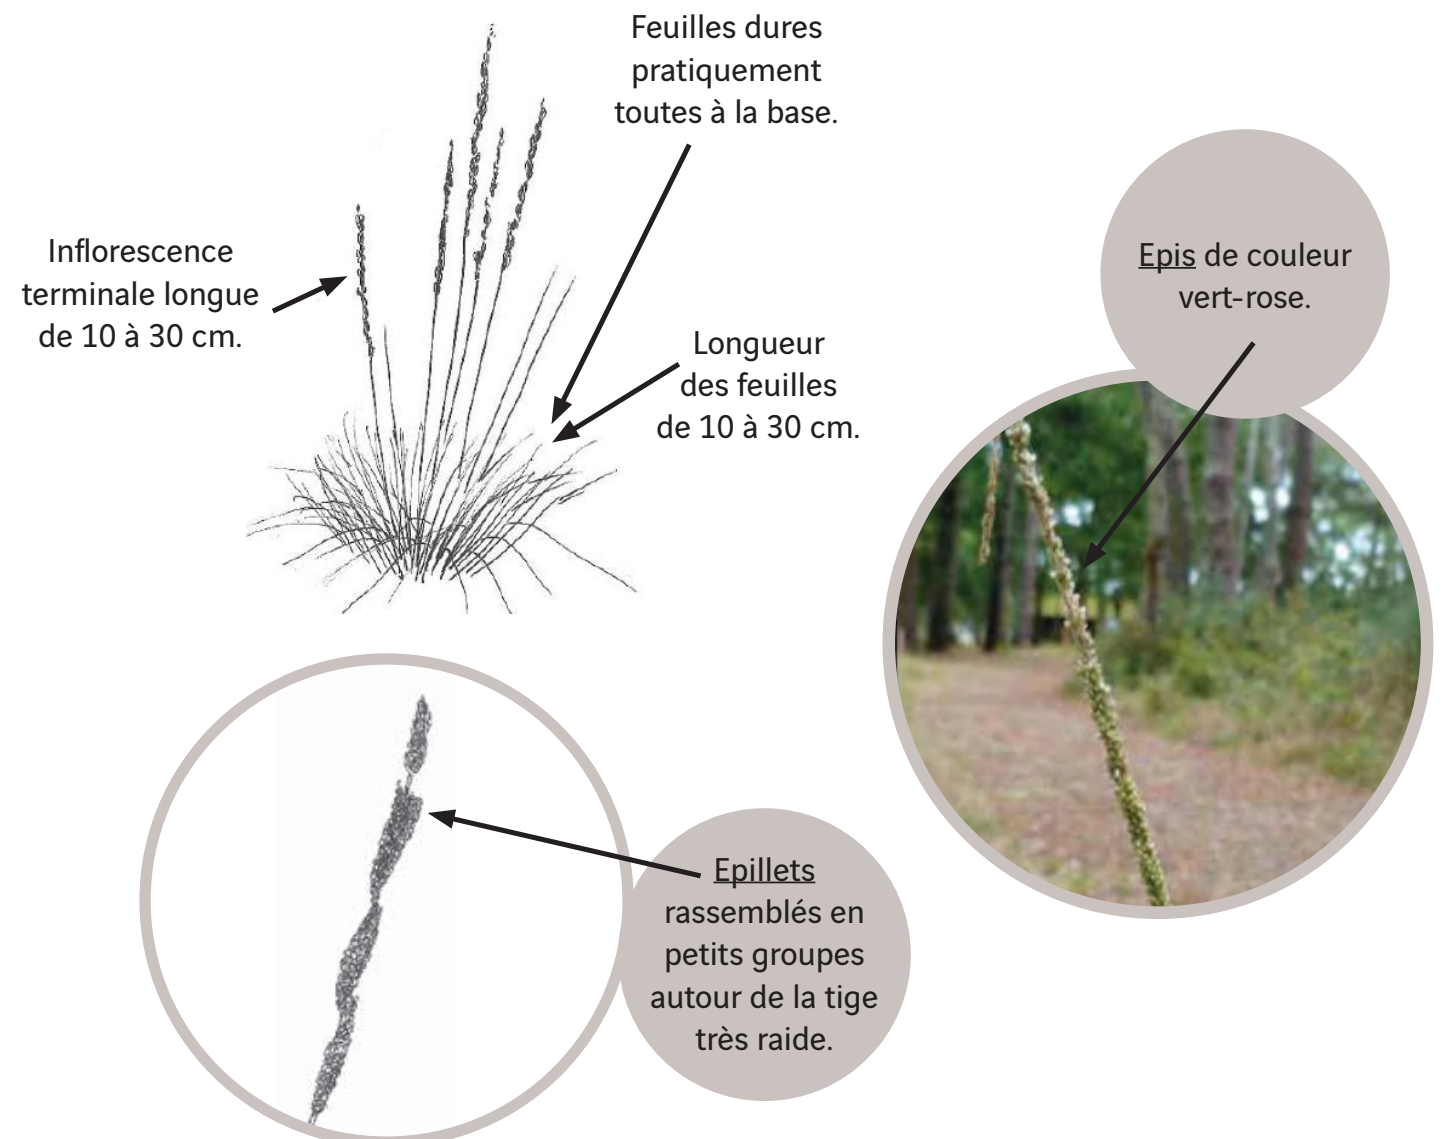 Feuilles dures
pratiquement
toutes à la base.
Inflorescence
terminale longue
de 10 à 30 cm.
Epis de couleur
vert-rose.
Longueur
des feuilles
de 10 à 30 cm.
Epillets
rassemblés en
petits groupes
autour de la tige
très raide.